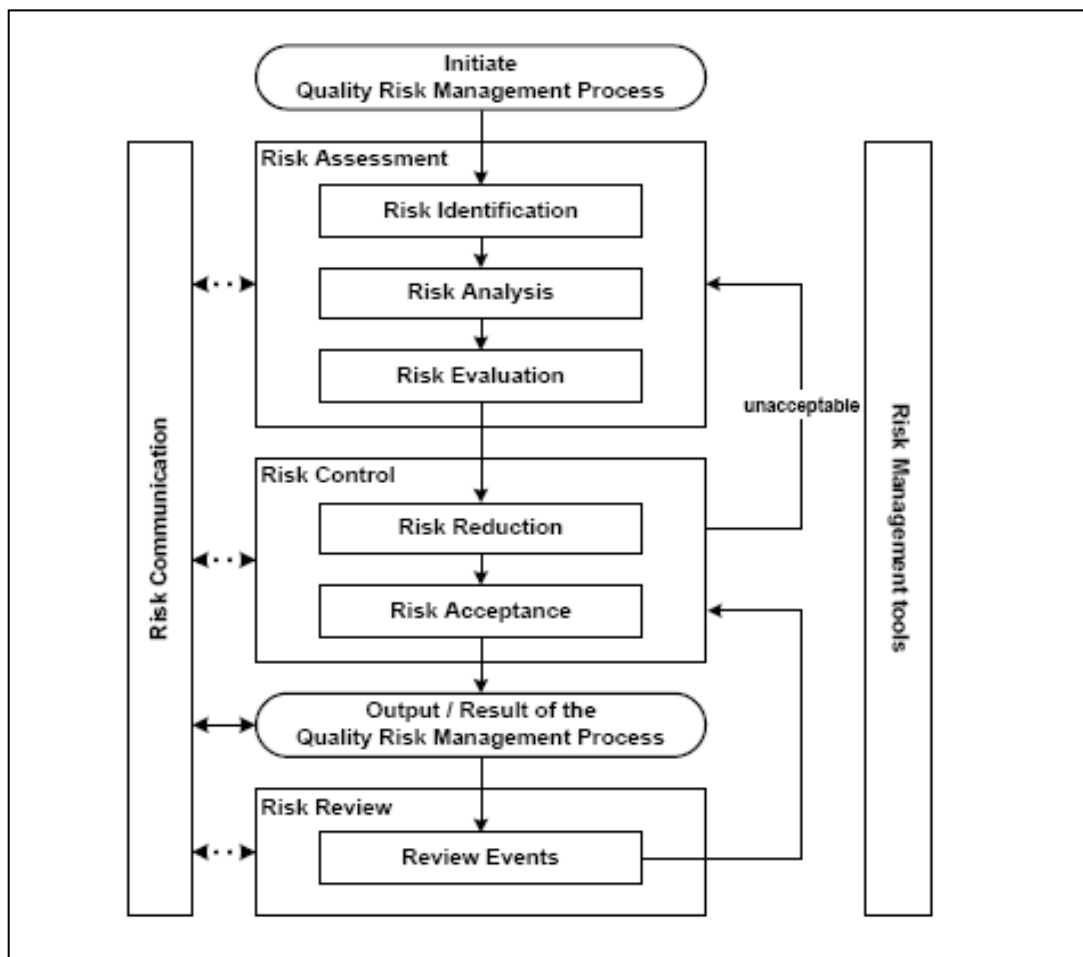 Initiate
Quality Risk Management Process
Risk Assessment
Risk Identification
Risk Analysis
Risk Evaluation
unacceptable
Risk Control
Risk Reduction
Risk Acceptance
Output / Result of the
Quality Risk Management Process
Risk Review
Review Events
Risk Communication
Risk Management tools